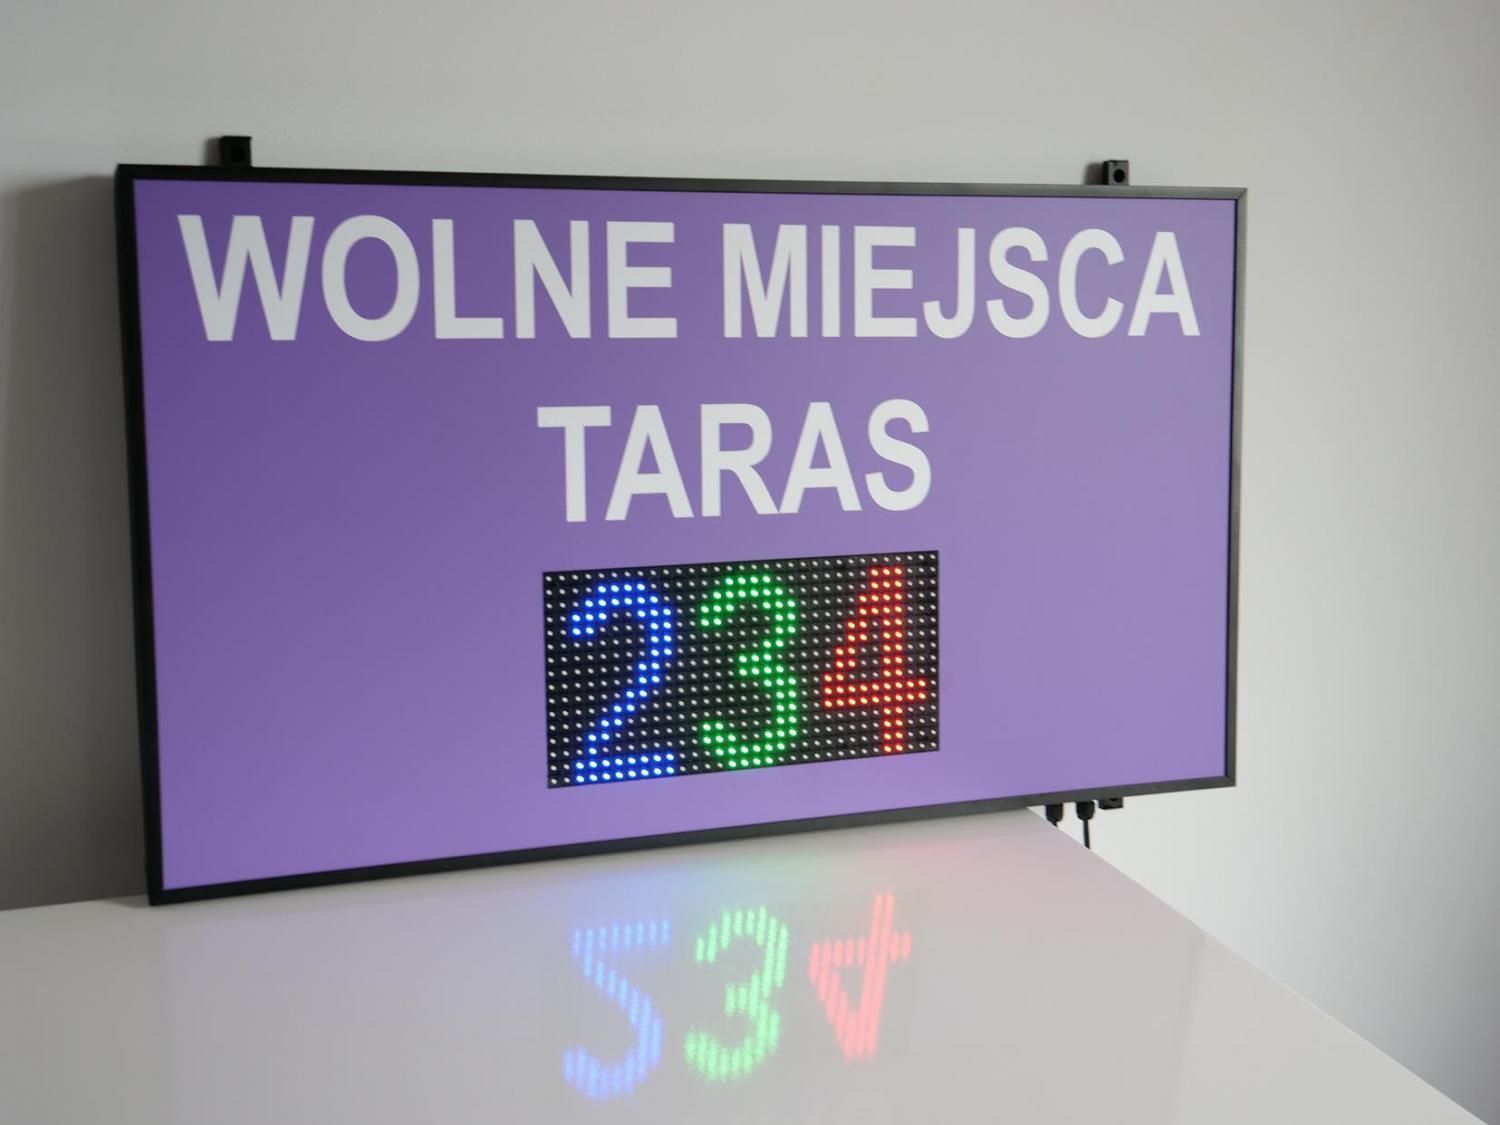 WOLNE MIEJSCA
TARAS
234